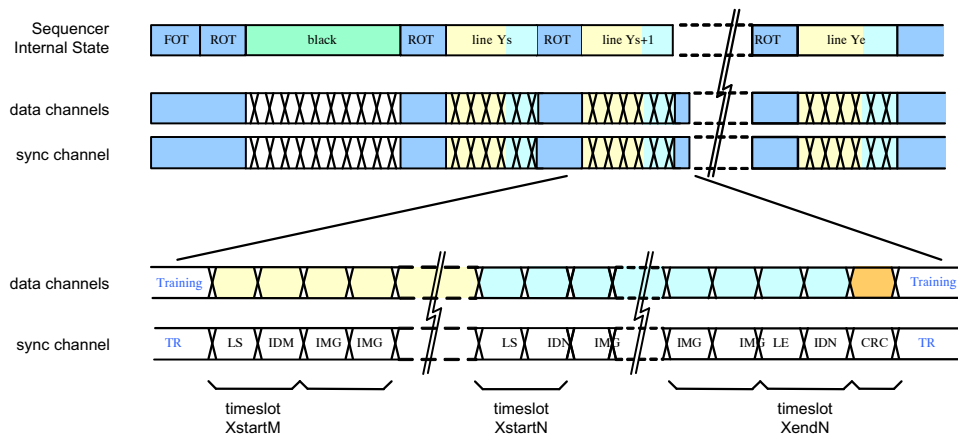 Sequencer
Internal State
FOT ROT black ROT line Ys ROT line Ys+1 ROT line Ye
data channels
sync channel
data channels
Training Training
sync channel
TR LS IDM IMG IMG LS IDN IMG IMG IMG LE IDN CRC TR
timeslot timeslot timeslot
XstartM XstartN XendN